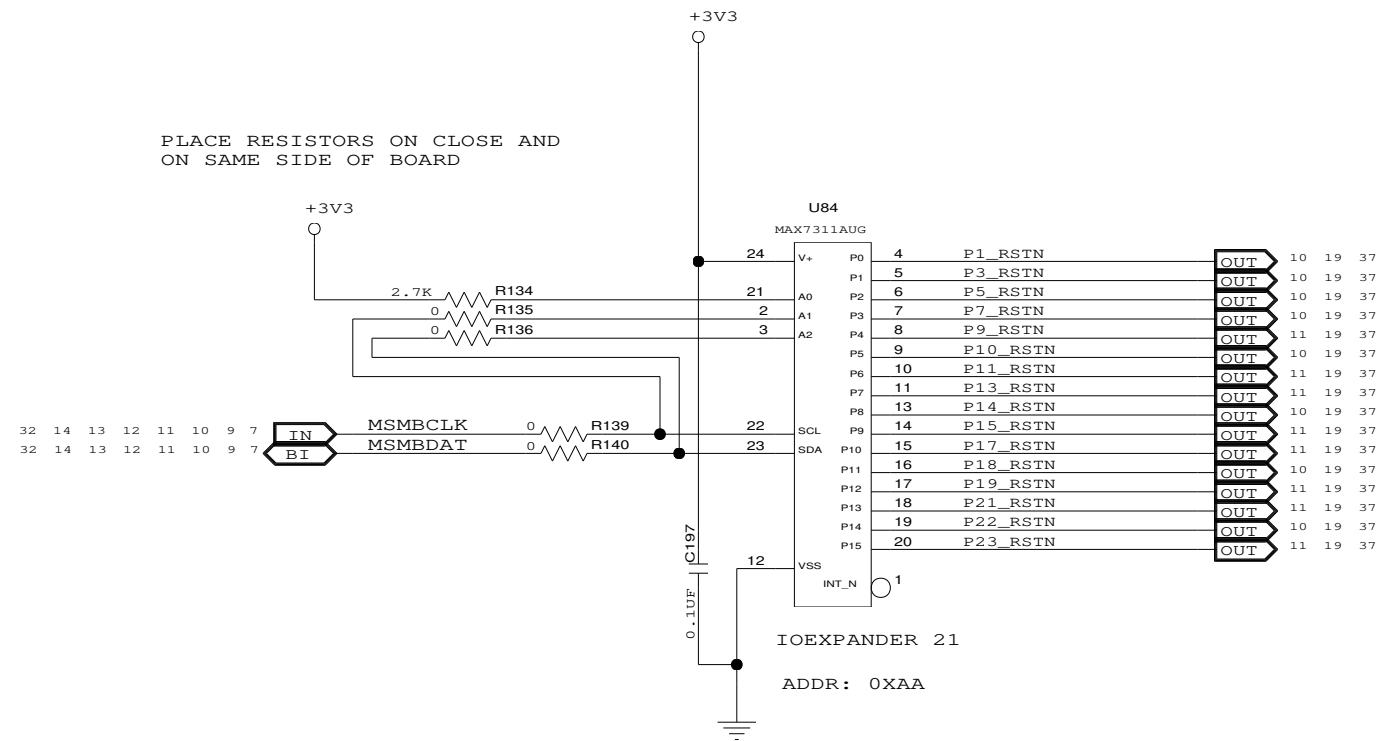 +3V3
PLACE RESISTORS ON CLOSE AND
ON SAME SIDE OF BOARD
+3V3
U84
MAX7311AUG
24 V+ P0 4 P1_RSTN OUT 10 19 37
P1 5 P3_RSTN OUT 10 19 37
2.7K R134 21 A0 P2 6 P5_RSTN OUT 10 19 37
0 R135 2 A1 P3 7 P7_RSTN OUT 10 19 37
0 R136 3 A2 P4 8 P9_RSTN OUT 11 19 37
P5 9 P10_RSTN OUT 10 19 37
P6 10 P11_RSTN OUT 11 19 37
P7 11 P13_RSTN OUT 11 19 37
P8 13 P14_RSTN OUT 10 19 37
32 14 13 12 11 10 9 7 IN MSMBCLK 0 R139 22 SCL P9 14 P15_RSTN OUT 11 19 37
32 14 13 12 11 10 9 7 BI MSMBDAT 0 R140 23 SDA P10 15 P17_RSTN OUT 11 19 37
P11 16 P18_RSTN OUT 10 19 37
P12 17 P19_RSTN OUT 11 19 37
P13 18 P21_RSTN OUT 11 19 37
P14 19 P22_RSTN OUT 10 19 37
P15 20 P23_RSTN OUT 11 19 37
C197
0.1UF
12 VSS
INT_N 1
IOEXPANDER 21
ADDR: 0XAA